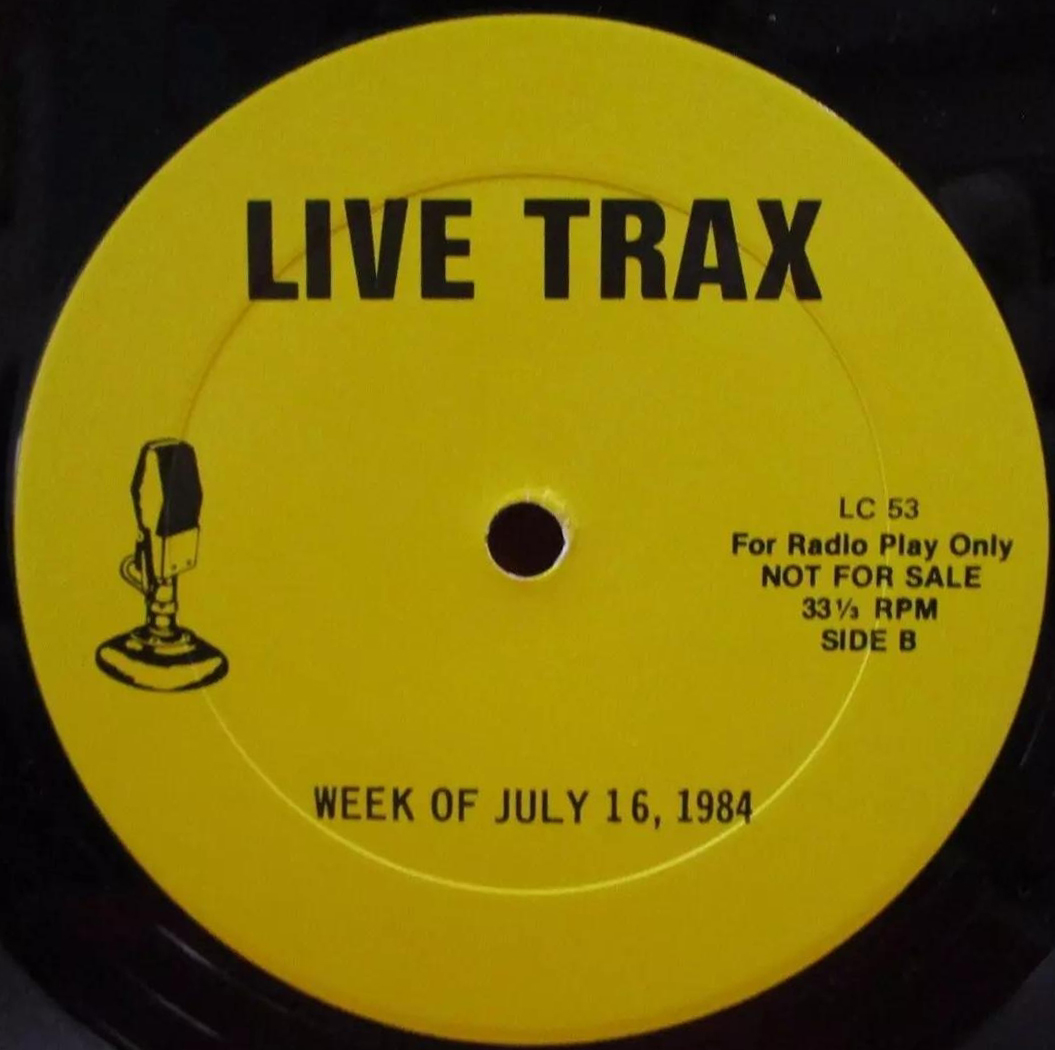 LIVE TRAX
LC 53
For Radio Play Only
NOT FOR SALE
33⅓ RPM
SIDE B
WEEK OF JULY 16, 1984